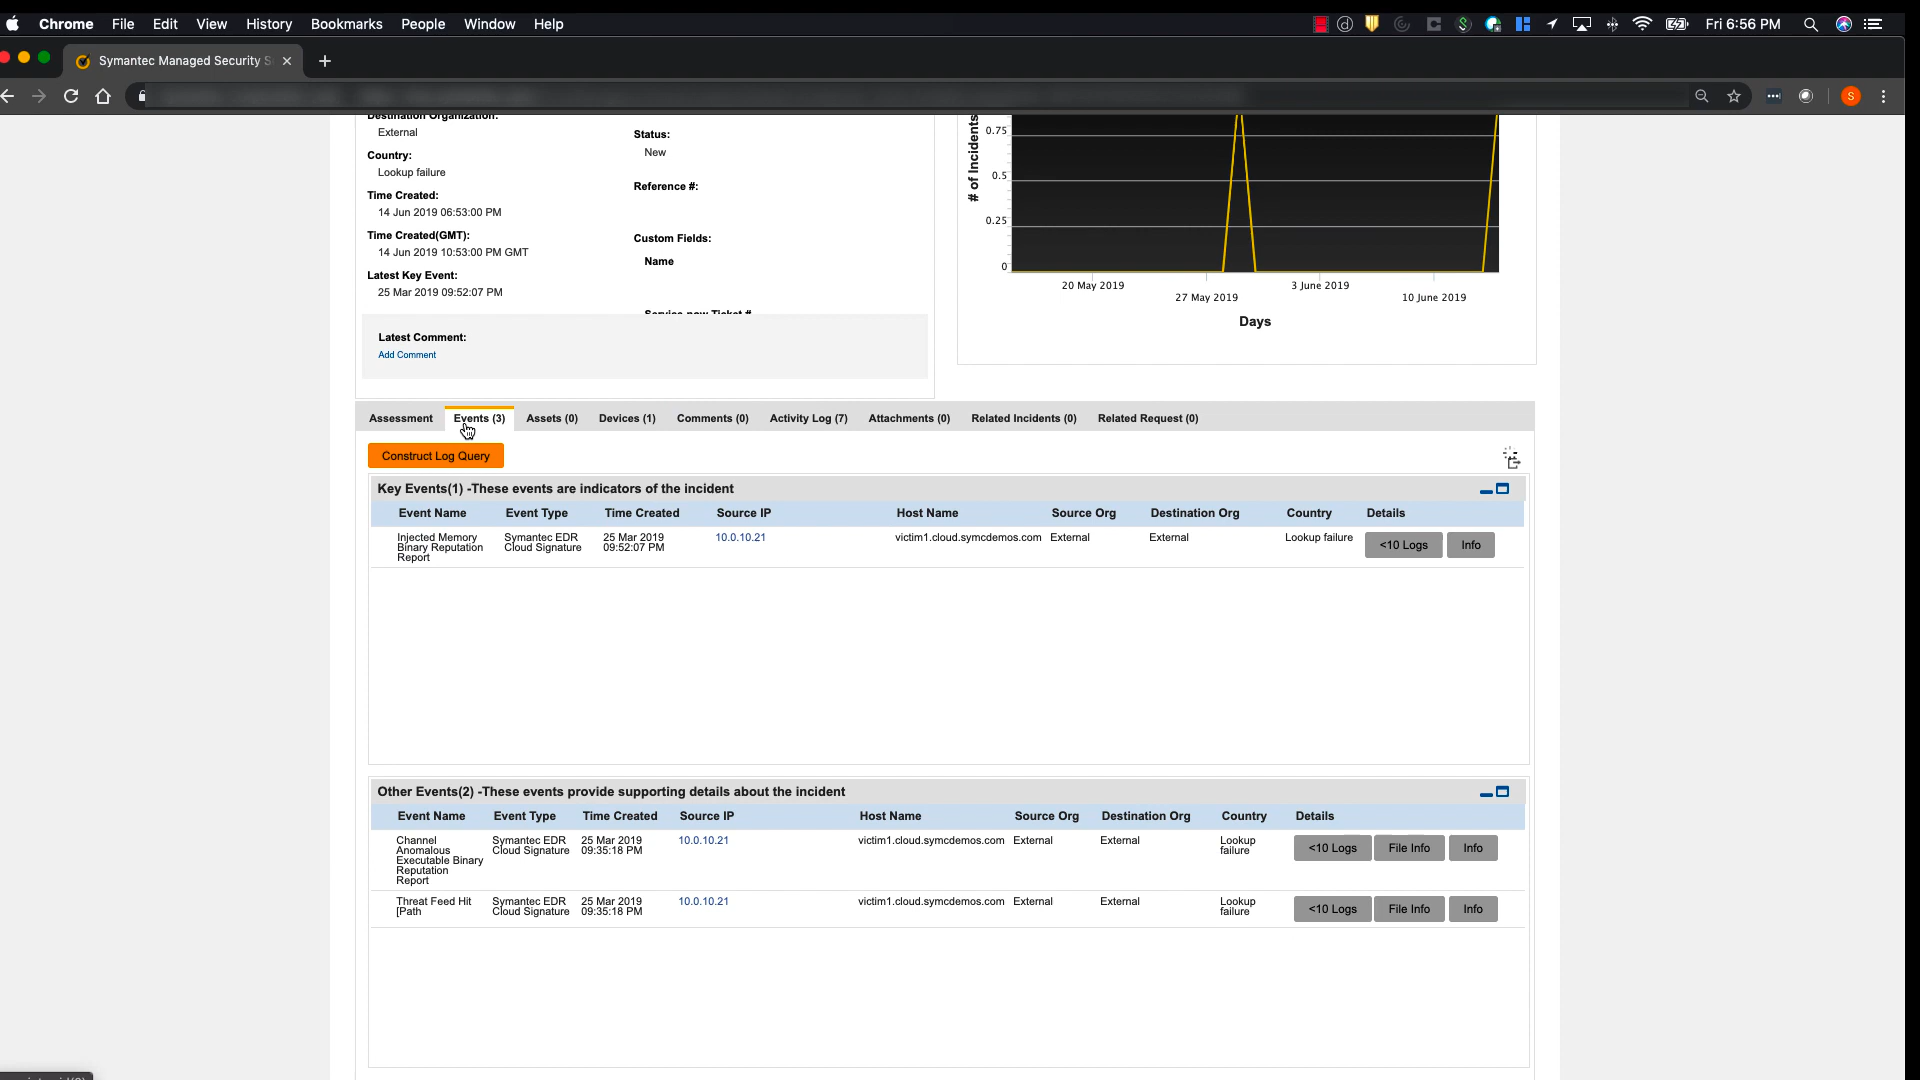 Chrome File Edit View History Bookmarks People Window Help
Fri 6:56 PM
Symantec Managed Security S
S
Destination Organization:
External
Country:
Lookup failure
Time Created:
14 Jun 2019 06:53:00 PM
Time Created(GMT):
14 Jun 2019 10:53:00 PM GMT
Latest Key Event:
25 Mar 2019 09:52:07 PM
Status:
New
Reference #:
Custom Fields:
Name
Service-now Ticket #
Latest Comment:
Add Comment
# of Incidents
0.75
0.5
0.25
0
20 May 2019
27 May 2019
3 June 2019
10 June 2019
Days
Assessment Events (3) Assets (0) Devices (1) Comments (0) Activity Log (7) Attachments (0) Related Incidents (0) Related Request (0)
Construct Log Query
Key Events(1) -These events are indicators of the incident
Event Name Event Type Time Created Source IP Host Name Source Org Destination Org Country Details
Injected Memory Symantec EDR 25 Mar 2019 10.0.10.21 victim1.cloud.symcdemos.com External External Lookup failure <10 Logs Info
Binary Reputation Cloud Signature 09:52:07 PM
Report
Other Events(2) -These events provide supporting details about the incident
Event Name Event Type Time Created Source IP Host Name Source Org Destination Org Country Details
Channel Symantec EDR 25 Mar 2019 10.0.10.21 victim1.cloud.symcdemos.com External External Lookup <10 Logs File Info Info
Anomalous Cloud Signature 09:35:18 PM failure
Executable Binary
Reputation
Report
Threat Feed Hit Symantec EDR 25 Mar 2019 10.0.10.21 victim1.cloud.symcdemos.com External External Lookup <10 Logs File Info Info
[Path Cloud Signature 09:35:18 PM failure